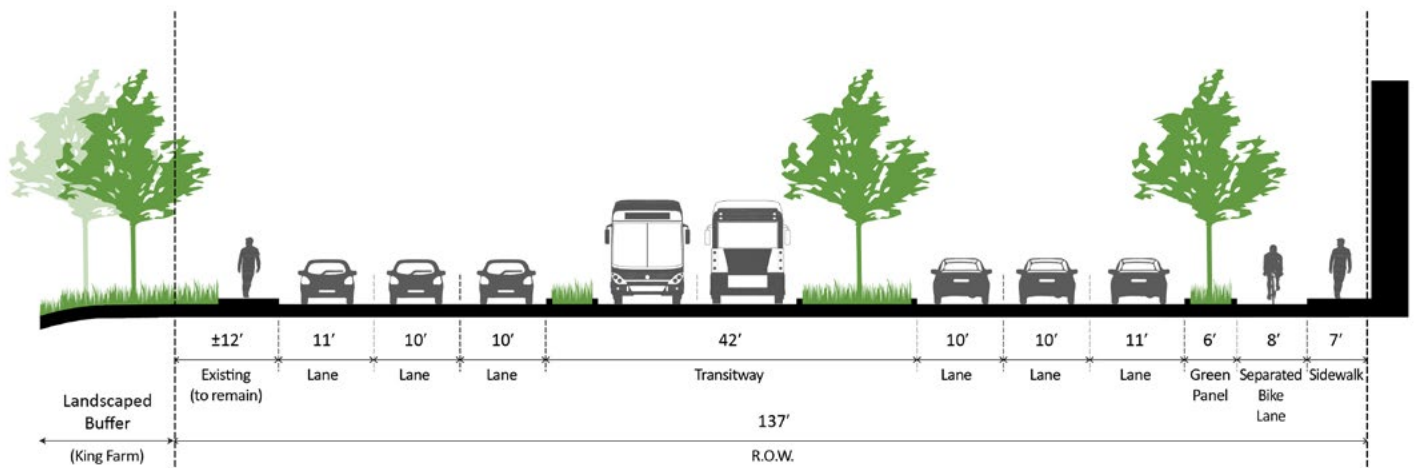 ±12′ 11′ 10′ 10′ 42′ 10′ 10′ 11′ 6′ 8′ 7′
Existing Lane Lane Lane Transitway Lane Lane Lane Green Separated Sidewalk
(to remain) Panel Bike
Lane
Landscaped
Buffer
137′
(King Farm) R.O.W.